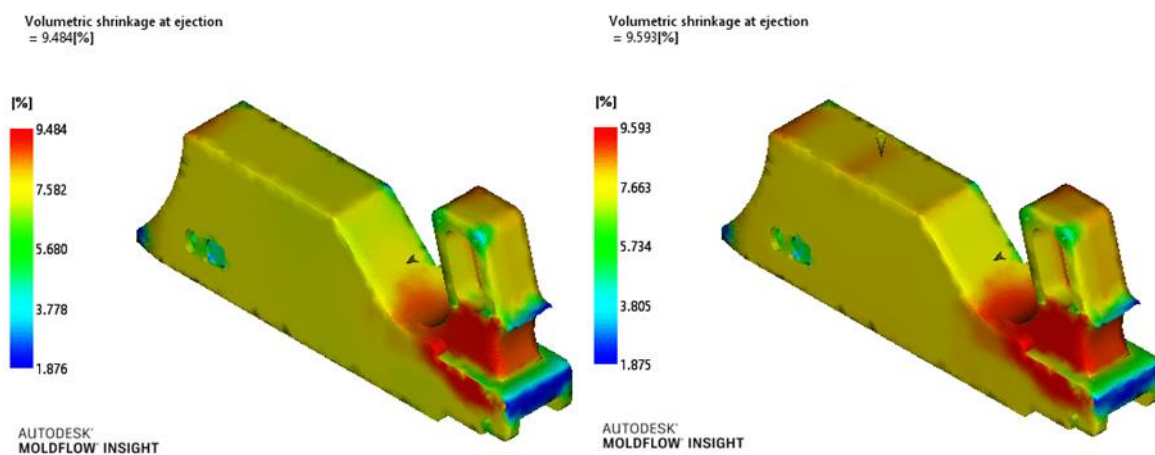 Volumetric shrinkage at ejection
= 9.484[%]
[%]
9.484
7.582
5.680
3.778
1.876
AUTODESK'
MOLDFLOW' INSIGHT
Volumetric shrinkage at ejection
= 9.593[%]
[%]
9.593
7.663
5.734
3.805
1.875
AUTODESK'
MOLDFLOW' INSIGHT